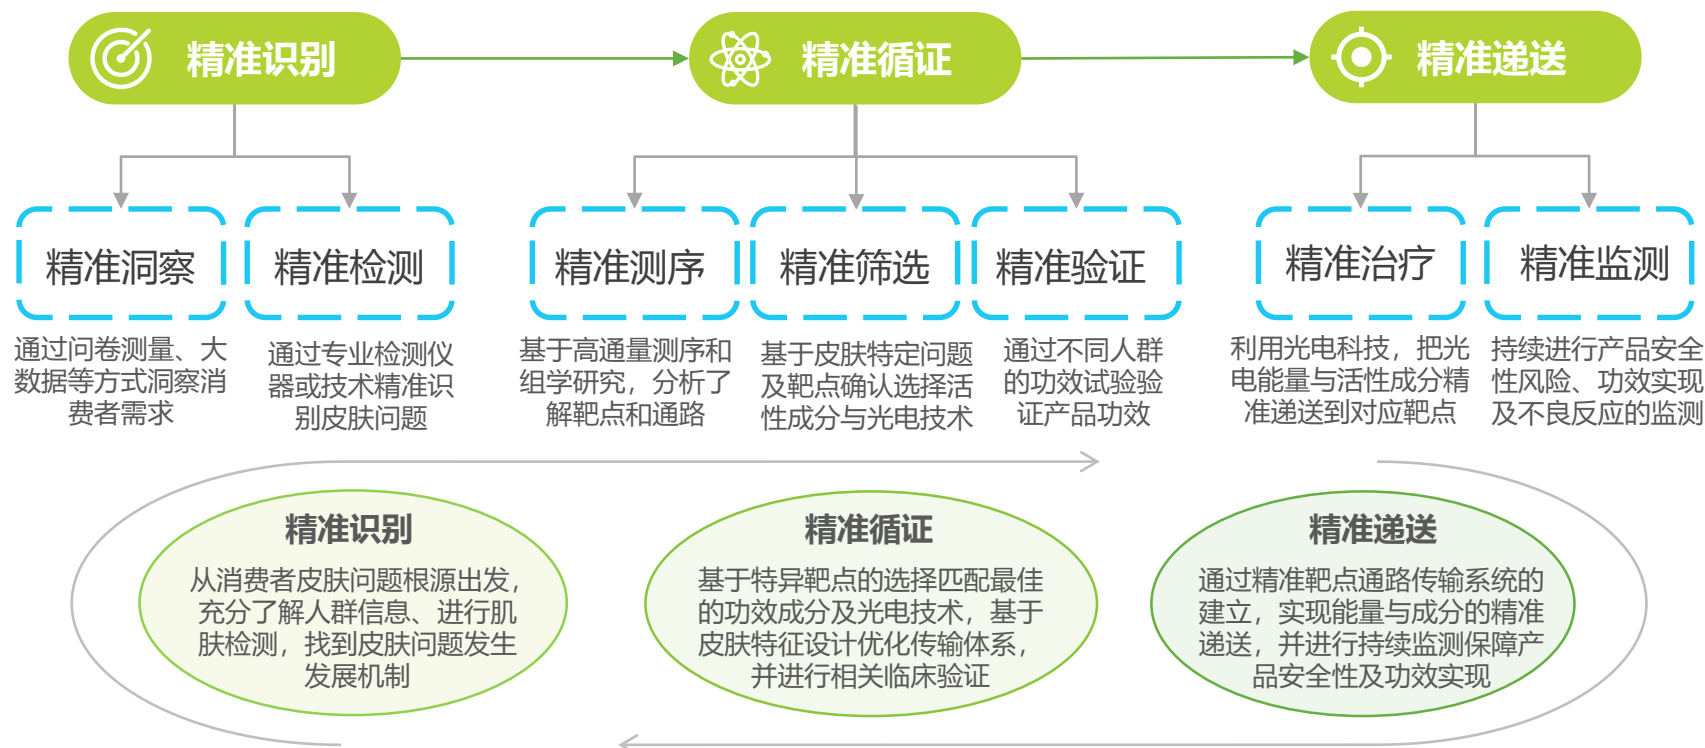 精准识别
精准循证
精准递送
精准洞察
精准检测
精准测序
精准筛选
精准验证
精准治疗
精准监测
通过问卷测量、大
数据等方式洞察消
费者需求
通过专业检测仪
器或技术精准识
别皮肤问题
基于高通量测序和
组学研究，分析了
解靶点和通路
基于皮肤特定问题
及靶点确认选择活
性成分与光电技术
通过不同人群
的功效试验验
证产品功效
利用光电科技，把光
电能量与活性成分精
准递送到对应靶点
持续进行产品安全
性风险、功效实现
及不良反应的监测
精准识别
从消费者皮肤问题根源出发，
充分了解人群信息、进行肌
肤检测，找到皮肤问题发生
发展机制
精准循证
基于特异靶点的选择匹配最佳
的功效成分及光电技术，基于
皮肤特征设计优化传输体系，
并进行相关临床验证
精准递送
通过精准靶点通路传输系统的
建立，实现能量与成分的精准
递送，并进行持续监测保障产
品安全性及功效实现